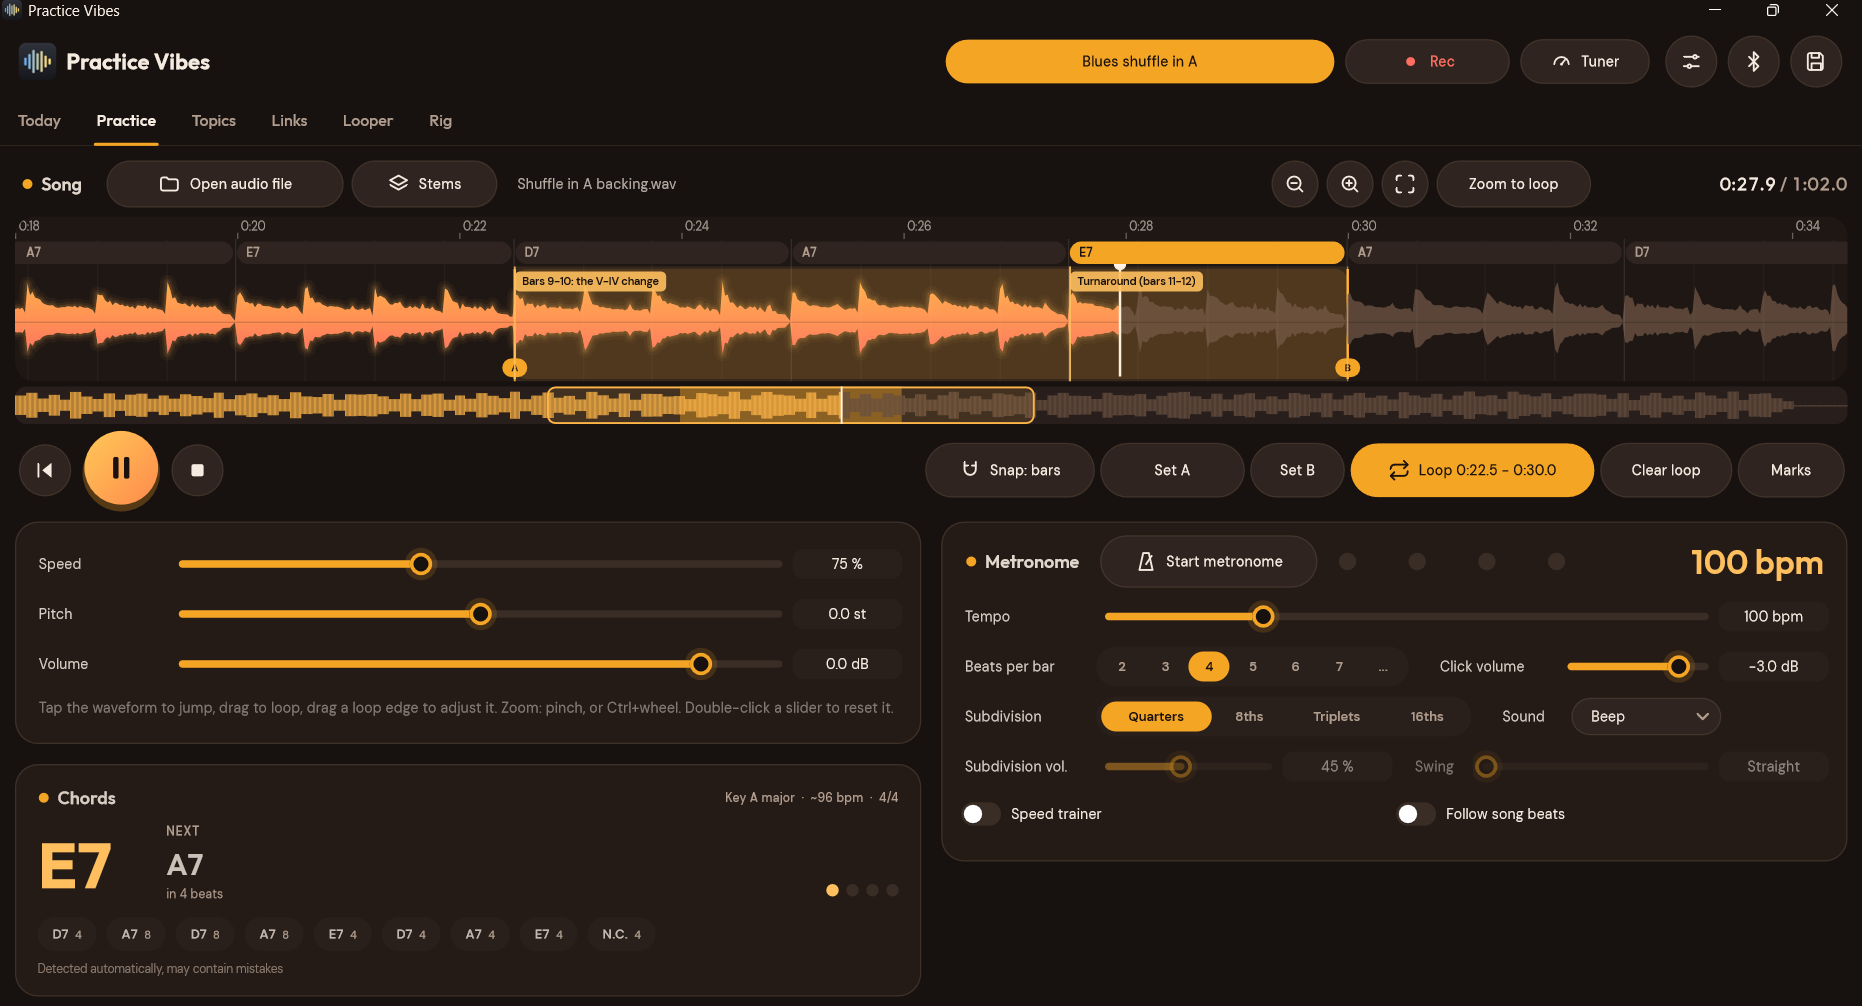 Practice Vibes
Practice Vibes
Blues shuffle in A
Rec
Tuner
Today Practice Topics Links Looper Rig
Song Open audio file Stems Shuffle in A backing.wav Zoom to loop 0:27.9 / 1:02.0
0:18 0:20 0:22 0:24 0:26 0:28 0:30 0:32 0:34
A7 E7 D7 A7 E7 A7 D7
Bars 9-10: the V-IV change Turnaround (bars 11-12)
A B
Snap: bars Set A Set B Loop 0:22.5 - 0:30.0 Clear loop Marks
Speed 75 %
Pitch 0.0 st
Volume 0.0 dB
Tap the waveform to jump, drag to loop, drag a loop edge to adjust it. Zoom: pinch, or Ctrl+wheel. Double-click a slider to reset it.
Chords Key A major · ~96 bpm · 4/4
E7
NEXT
A7
in 4 beats
D7 4 A7 8 D7 8 A7 8 E7 4 D7 4 A7 4 E7 4 N.C. 4
Detected automatically, may contain mistakes
Metronome Start metronome 100 bpm
Tempo 100 bpm
Beats per bar 2 3 4 5 6 7 ... Click volume -3.0 dB
Subdivision Quarters 8ths Triplets 16ths Sound Beep
Subdivision vol. 45 % Swing Straight
Speed trainer Follow song beats